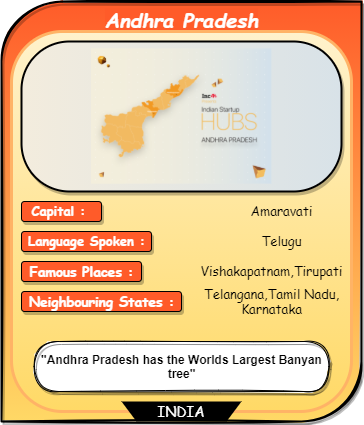 Andhra Pradesh
Inc42
Indian Startup
HUBS
ANDHRA PRADESH
Capital : Amaravati
Language Spoken : Telugu
Famous Places : Vishakapatnam,Tirupati
Neighbouring States : Telangana,Tamil Nadu,
Karnataka
"Andhra Pradesh has the Worlds Largest Banyan
tree"
INDIA